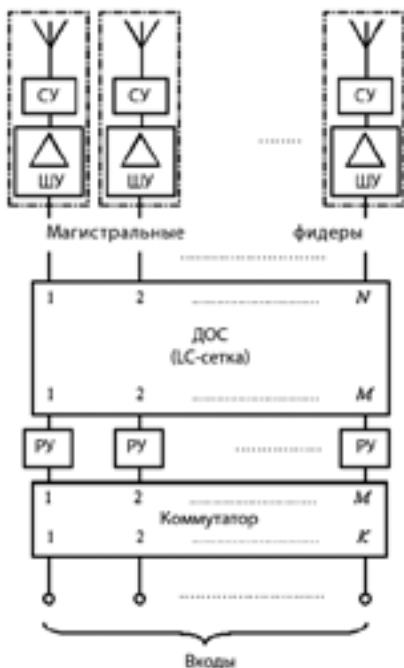 СУ СУ СУ
ШУ ШУ ШУ
Магистральные фидеры
1 2 N
ДОС
(LC-сетка)
1 2 M
РУ РУ РУ
1 2 M
Коммутатор
1 2 K
Входы